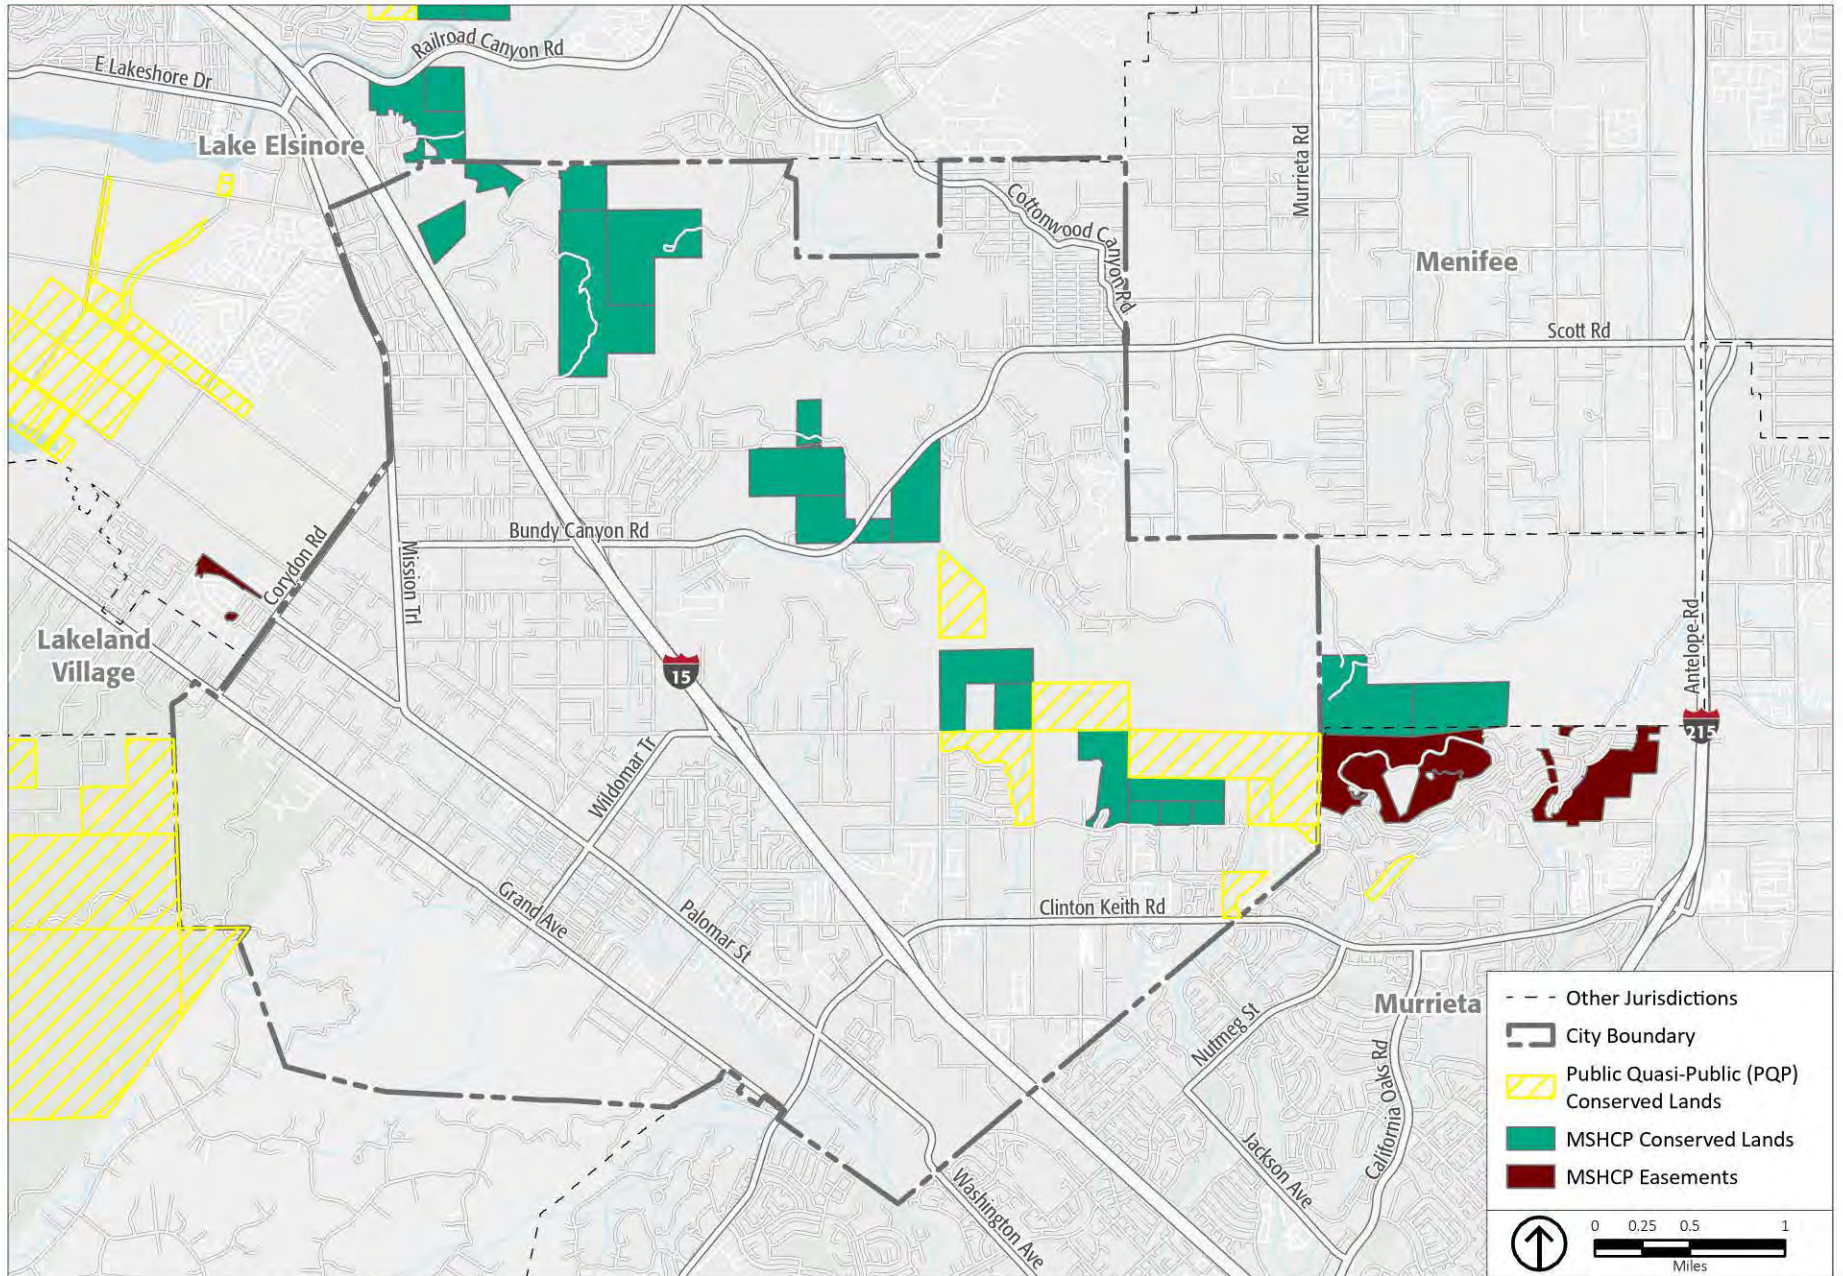 Railroad Canyon Rd
E Lakeshore Dr
Lake Elsinore
Murrieta Rd
Cottonwood Canyon Rd
Menifee
Scott Rd
Bundy Canyon Rd
Corydon Rd
Mission Trl
Lakeland
Village
Antelope Rd
15
215
Wildomar Tr
Grand Ave
Palomar St
Clinton Keith Rd
Murrieta
Nutmeg St
California Oaks Rd
Jackson Ave
Washington Ave
Other Jurisdictions
City Boundary
Public Quasi-Public (PQP)
Conserved Lands
MSHCP Conserved Lands
MSHCP Easements
0 0.25 0.5 1
Miles